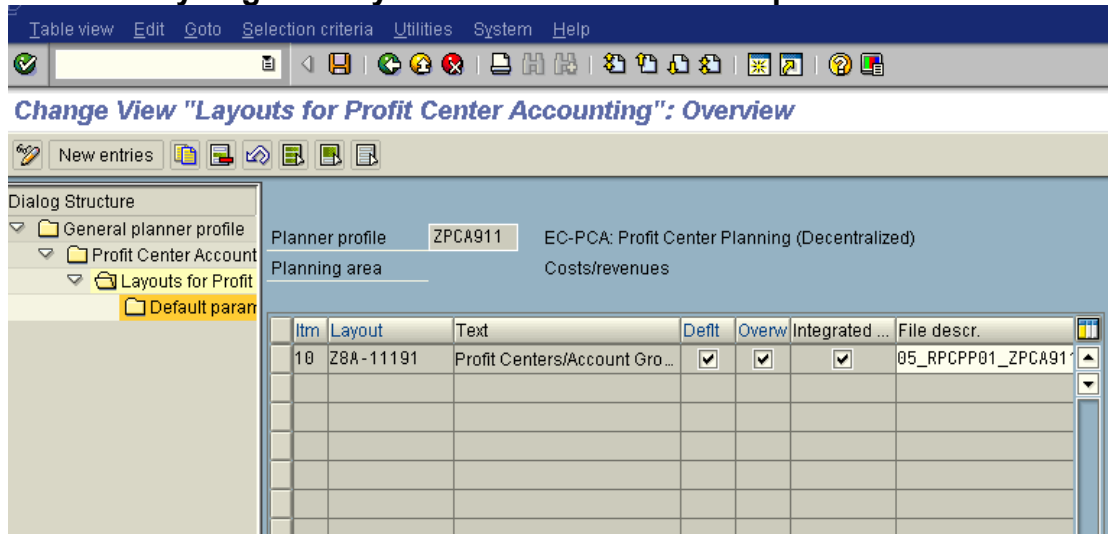 Table view Edit Goto Selection criteria Utilities System Help
Change View "Layouts for Profit Center Accounting": Overview
New entries
Dialog Structure
General planner profile
Profit Center Account
Layouts for Profit
Default param
Planner profile ZPCA911 EC-PCA: Profit Center Planning (Decentralized)
Planning area Costs/revenues
Itm Layout Text Deflt Overw Integrated ... File descr.
10 Z8A-11191 Profit Centers/Account Gro... 05_RPCPP01_ZPCA911